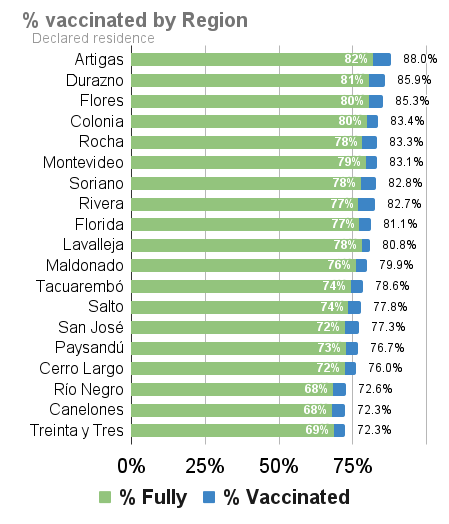 % vaccinated by Region
Declared residence
Artigas 82% 88.0%
Durazno 81% 85.9%
Flores 80% 85.3%
Colonia 80% 83.4%
Rocha 78% 83.3%
Montevideo 79% 83.1%
Soriano 78% 82.8%
Rivera 77% 82.7%
Florida 77% 81.1%
Lavalleja 78% 80.8%
Maldonado 76% 79.9%
Tacuarembó 74% 78.6%
Salto 74% 77.8%
San José 72% 77.3%
Paysandú 73% 76.7%
Cerro Largo 72% 76.0%
Río Negro 68% 72.6%
Canelones 68% 72.3%
Treinta y Tres 69% 72.3%
0% 25% 50% 75%
% Fully % Vaccinated